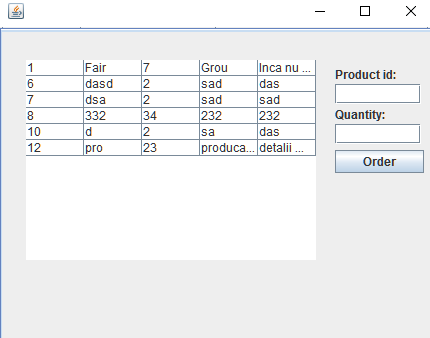 1 Fair 7 Grou Inca nu ...
6 dasd 2 sad das
7 dsa 2 sad sad
8 332 34 232 232
10 d 2 sa das
12 pro 23 produca... detalii ...
Product id:
Quantity:
Order